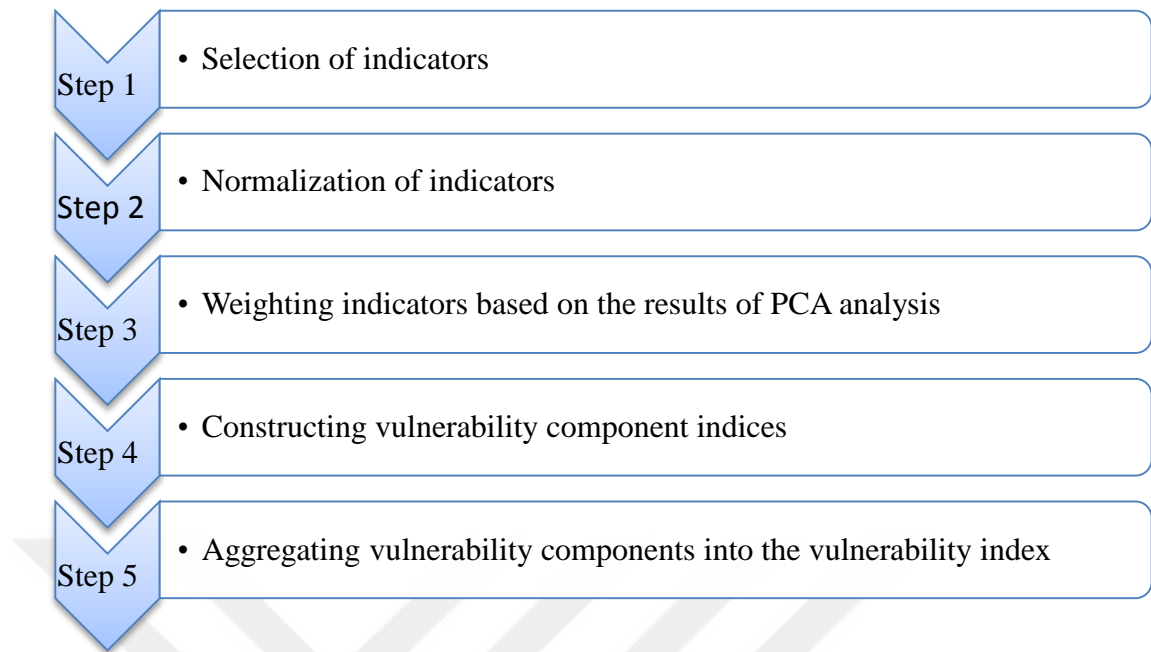 Step 1
• Selection of indicators
Step 2
• Normalization of indicators
Step 3
• Weighting indicators based on the results of PCA analysis
Step 4
• Constructing vulnerability component indices
Step 5
• Aggregating vulnerability components into the vulnerability index